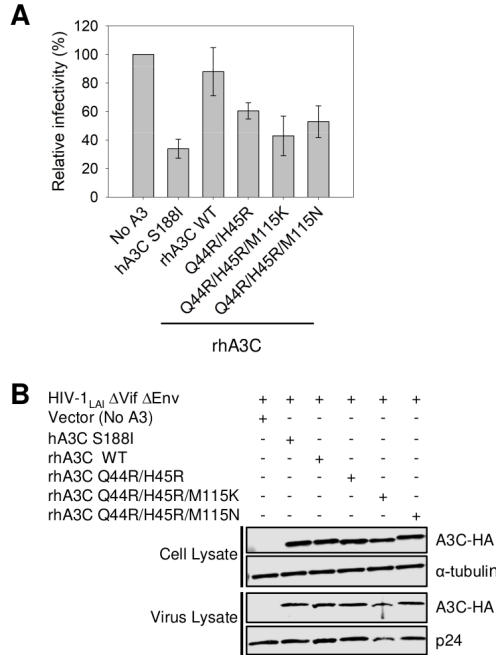 A
Relative infectivity (%)
120
100
80
60
40
20
0
No A3
hA3C S188I
rhA3C WT
Q44R/H45R
Q44R/H45R/M115K
Q44R/H45R/M115N
rhA3C
B
HIV-1LAI ΔVif ΔEnv + + + + + +
Vector (No A3) + - - - - -
hA3C S188I - + - - - -
rhA3C WT - - + - - -
rhA3C Q44R/H45R - - - + - -
rhA3C Q44R/H45R/M115K - - - - + -
rhA3C Q44R/H45R/M115N - - - - - +
Cell Lysate
A3C-HA
α-tubulin
Virus Lysate
A3C-HA
p24